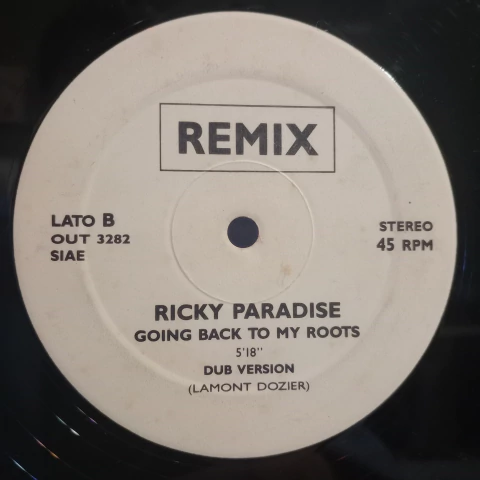 REMIX
LATO B
OUT 3282
SIAE
STEREO
45 RPM
RICKY PARADISE
GOING BACK TO MY ROOTS
5'18"
DUB VERSION
(LAMONT DOZIER)